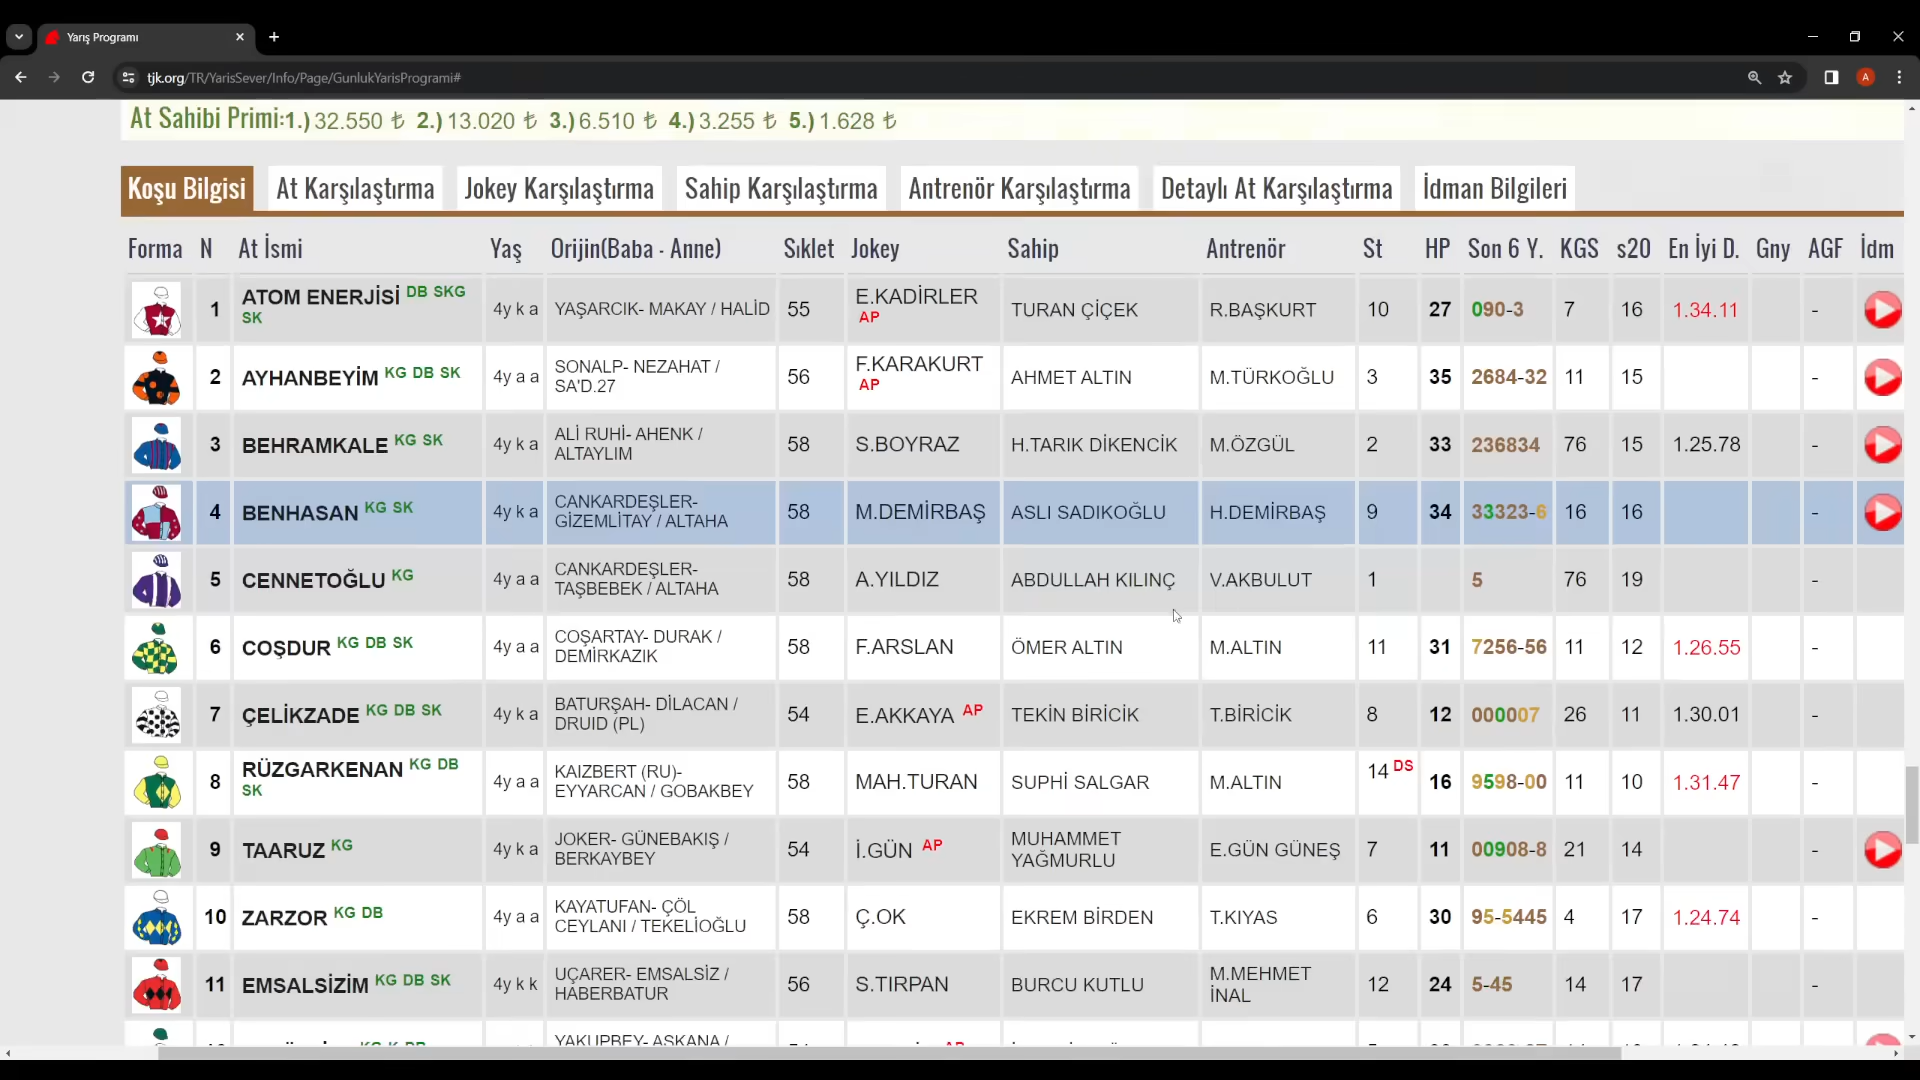 Yarış Programı
tjk.org/TR/YarisSever/Info/Page/GunlukYarisProgrami#
A
At Sahibi Primi:1.) 32.550 ₺ 2.) 13.020 ₺ 3.) 6.510 ₺ 4.) 3.255 ₺ 5.) 1.628 ₺
Koşu Bilgisi At Karşılaştırma Jokey Karşılaştırma Sahip Karşılaştırma Antrenör Karşılaştırma Detaylı At Karşılaştırma İdman Bilgileri
Forma N At İsmi Yaş Orijin(Baba - Anne) Sıklet Jokey Sahip Antrenör St HP Son 6 Y. KGS s20 En İyi D. Gny AGF İdm
1 ATOM ENERJİSİ DB SKG SK 4y k a YAŞARCIK- MAKAY / HALİD 55 E.KADİRLER AP TURAN ÇİÇEK R.BAŞKURT 10 27 090-3 7 16 1.34.11 -
2 AYHANBEYİM KG DB SK 4y a a SONALP- NEZAHAT / SA'D.27 56 F.KARAKURT AP AHMET ALTIN M.TÜRKOĞLU 3 35 2684-32 11 15 -
3 BEHRAMKALE KG SK 4y k a ALİ RUHİ- AHENK / ALTAYLIM 58 S.BOYRAZ H.TARIK DİKENCİK M.ÖZGÜL 2 33 236834 76 15 1.25.78 -
4 BENHASAN KG SK 4y k a CANKARDEŞLER- GİZEMLİTAY / ALTAHA 58 M.DEMİRBAŞ ASLI SADIKOĞLU H.DEMİRBAŞ 9 34 33323-6 16 16 -
5 CENNETOĞLU KG 4y a a CANKARDEŞLER- TAŞBEBEK / ALTAHA 58 A.YILDIZ ABDULLAH KILINÇ V.AKBULUT 1 5 76 19 -
6 COŞDUR KG DB SK 4y a a COŞARTAY- DURAK / DEMİRKAZIK 58 F.ARSLAN ÖMER ALTIN M.ALTIN 11 31 7256-56 11 12 1.26.55 -
7 ÇELİKZADE KG DB SK 4y k a BATURŞAH- DİLACAN / DRUID (PL) 54 E.AKKAYA AP TEKİN BİRİCİK T.BİRİCİK 8 12 000007 26 11 1.30.01 -
8 RÜZGARKENAN KG DB SK 4y a a KAIZBERT (RU)- EYYARCAN / GOBAKBEY 58 MAH.TURAN SUPHİ SALGAR M.ALTIN 14 DS 16 9598-00 11 10 1.31.47 -
9 TAARUZ KG 4y k a JOKER- GÜNEBAKIŞ / BERKAYBEY 54 İ.GÜN AP MUHAMMET YAĞMURLU E.GÜN GÜNEŞ 7 11 00908-8 21 14 -
10 ZARZOR KG DB 4y a a KAYATUFAN- ÇÖL CEYLANI / TEKELİOĞLU 58 Ç.OK EKREM BİRDEN T.KIYAS 6 30 95-5445 4 17 1.24.74 -
11 EMSALSİZİM KG DB SK 4y k k UÇARER- EMSALSİZ / HABERBATUR 56 S.TIRPAN BURCU KUTLU M.MEHMET İNAL 12 24 5-45 14 17 -
YAKUPBEY- ASKANA /